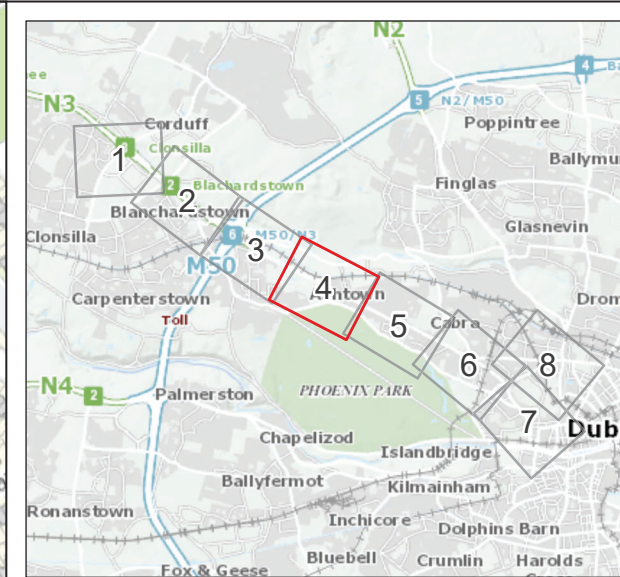 N2
4
Ba
ee
N3
5
N2/M50
Corduff
Poppintree
1
Clonsilla
Ballymu
2
Blachardstown
Finglas
2
Blanchardstown
Glasnevin
6
M50/N3
Clonsilla
3
M50
4
Ashtown
Carpenterstown
Drom
Toll
5
Cabra
6
8
N4
2
Palmerston
PHOENIX PARK
7
Dub
Chapelizod
Islandbridge
Ballyfermot
Kilmainham
Ronanstown
Inchicore
Dolphins Barn
Bluebell
Crumlin
Harolds
Fox & Geese